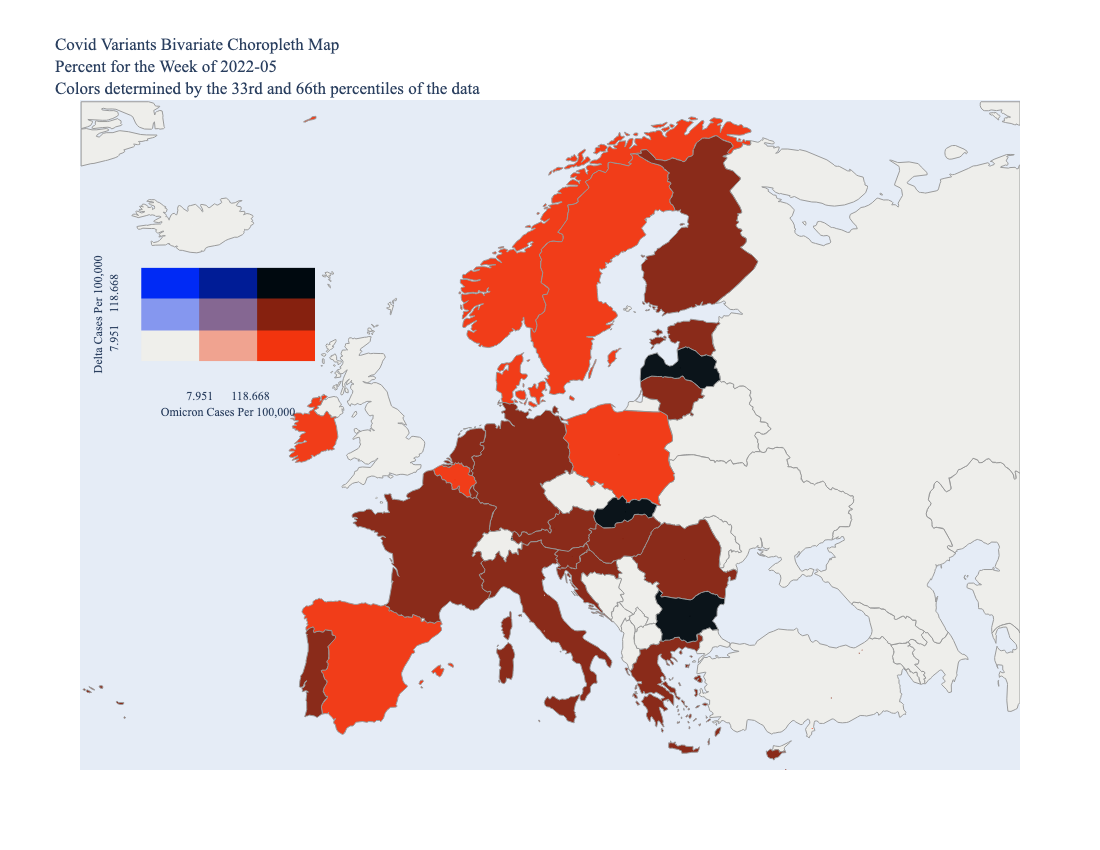 Covid Variants Bivariate Choropleth Map
Percent for the Week of 2022-05
Colors determined by the 33rd and 66th percentiles of the data
Delta Cases Per 100,000
7.951 118.668
7.951 118.668
Omicron Cases Per 100,000